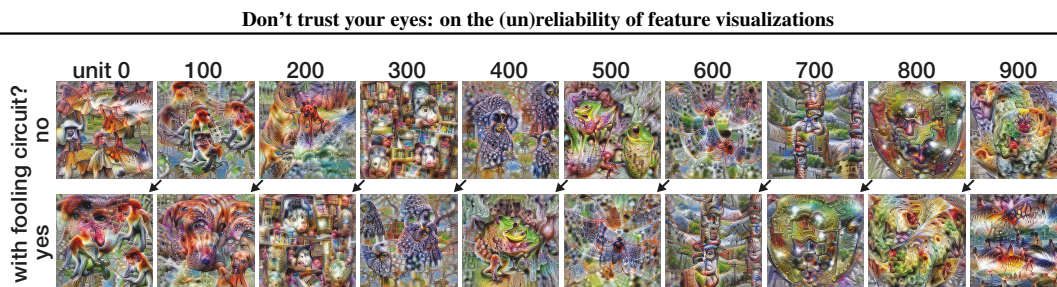 Don't trust your eyes: on the (un)reliability of feature visualizations
unit 0 100 200 300 400 500 600 700 800 900
with fooling circuit?
no
yes